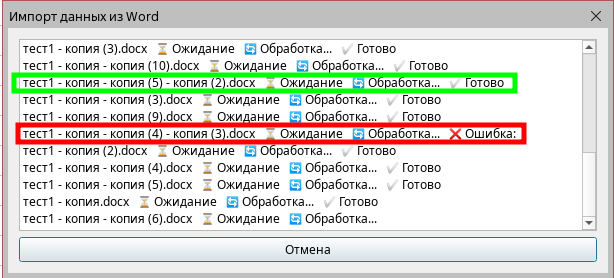 Импорт данных из Word
тест1 - копия (3).docx ⏳ Ожидание 🔄 Обработка... ✔ Готово
тест1 - копия - копия (10).docx ⏳ Ожидание 🔄 Обработка... ✔ Готово
тест1 - копия - копия (5) - копия (2).docx ⏳ Ожидание 🔄 Обработка... ✔ Готово
тест1 - копия - копия (3).docx ⏳ Ожидание 🔄 Обработка... ✔ Готово
тест1 - копия - копия (9).docx ⏳ Ожидание 🔄 Обработка... ✔ Готово
тест1 - копия - копия (4) - копия (3).docx ⏳ Ожидание 🔄 Обработка... ❌ Ошибка:
тест1 - копия (2).docx ⏳ Ожидание 🔄 Обработка... ✔ Готово
тест1 - копия - копия (4).docx ⏳ Ожидание 🔄 Обработка... ✔ Готово
тест1 - копия - копия (5).docx ⏳ Ожидание 🔄 Обработка... ✔ Готово
тест1 - копия.docx ⏳ Ожидание 🔄 Обработка... ✔ Готово
тест1 - копия - копия (6).docx ⏳ Ожидание 🔄 Обработка...
Отмена